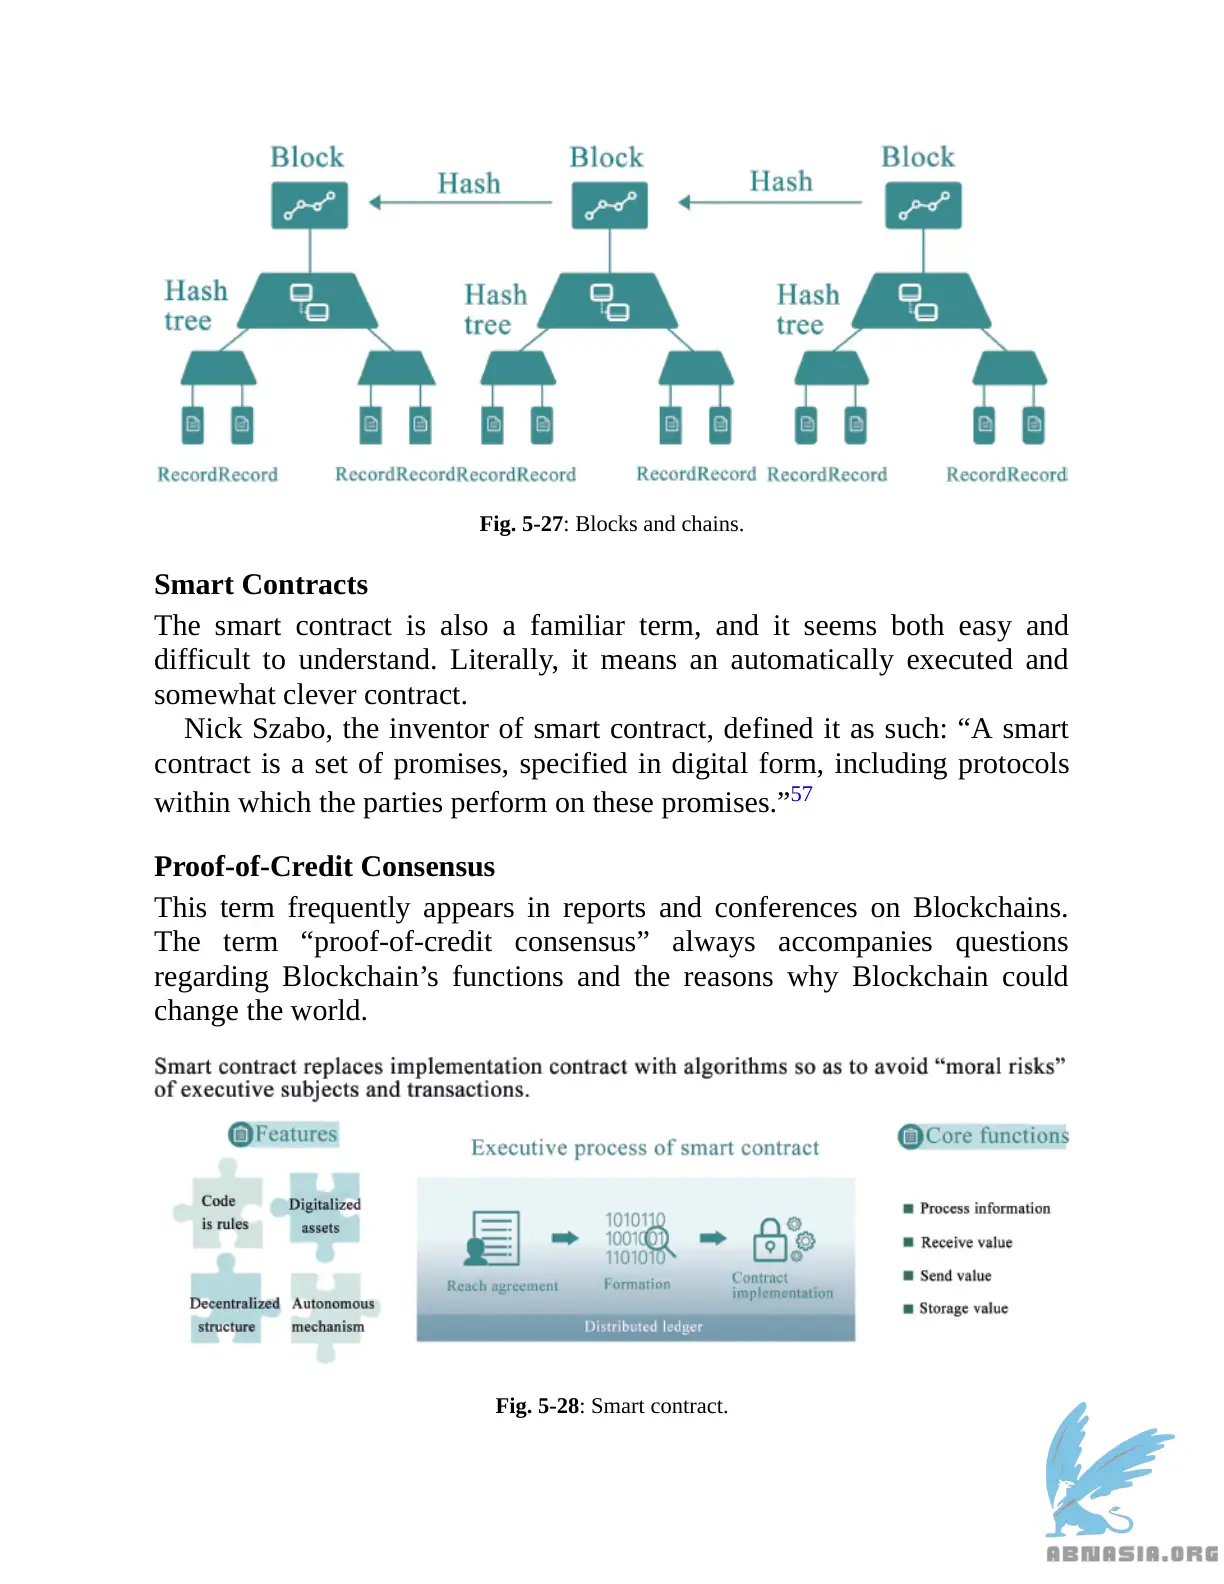 Block Block Block
Hash Hash
Hash Hash Hash
tree tree tree
RecordRecord RecordRecordRecordRecord RecordRecord RecordRecord RecordRecord
Fig. 5-27: Blocks and chains.
Smart Contracts
The smart contract is also a familiar term, and it seems both easy and
difficult to understand. Literally, it means an automatically executed and
somewhat clever contract.
Nick Szabo, the inventor of smart contract, defined it as such: “A smart
contract is a set of promises, specified in digital form, including protocols
within which the parties perform on these promises.”57
Proof-of-Credit Consensus
This term frequently appears in reports and conferences on Blockchains.
The term “proof-of-credit consensus” always accompanies questions
regarding Blockchain’s functions and the reasons why Blockchain could
change the world.
Smart contract replaces implementation contract with algorithms so as to avoid “moral risks”
of executive subjects and transactions.
Features
Code
is rules
Digitalized
assets
Decentralized
structure
Autonomous
mechanism
Executive process of smart contract
1010110
1001001
1101010
Reach agreement
Formation
Contract
implementation
Distributed ledger
Core functions
Process information
Receive value
Send value
Storage value
Fig. 5-28: Smart contract.
ABNASIA.ORG